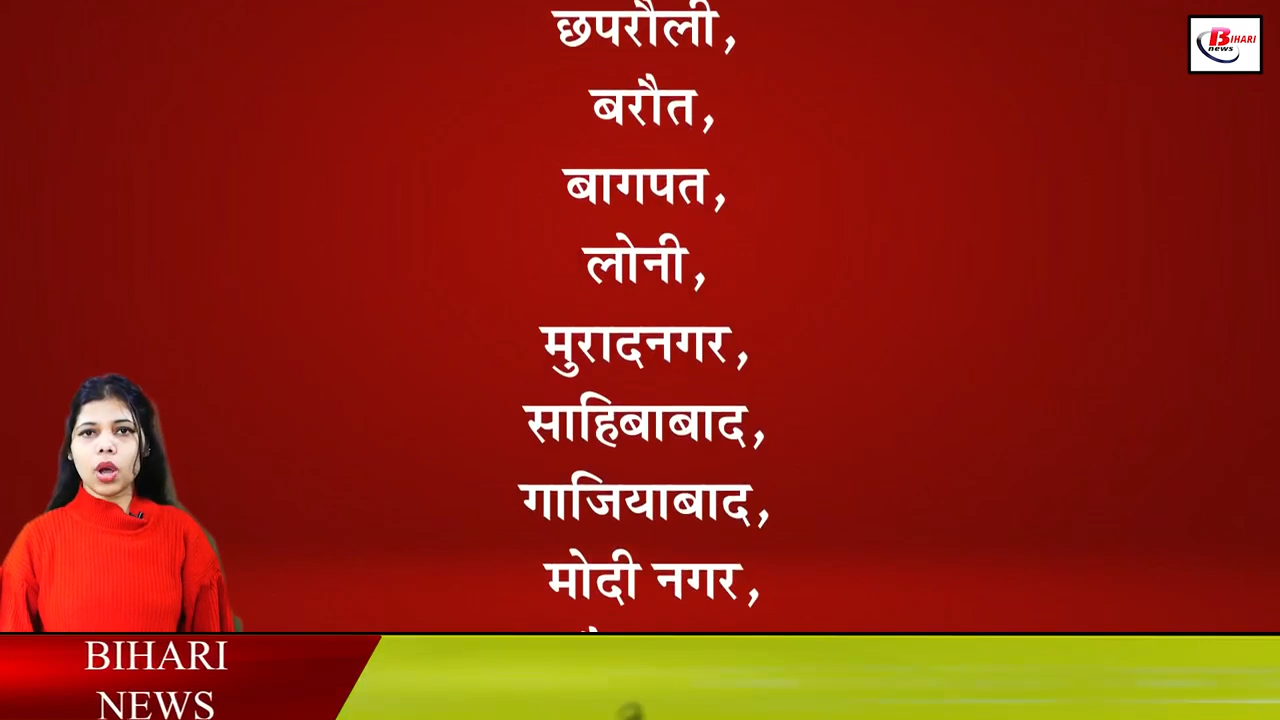 छपरौली,
BIHARI
news
बरौत,
बागपत,
लोनी,
मुरादनगर,
साहिबाबाद,
गाजियाबाद,
मोदी नगर,
BIHARI
NEWS